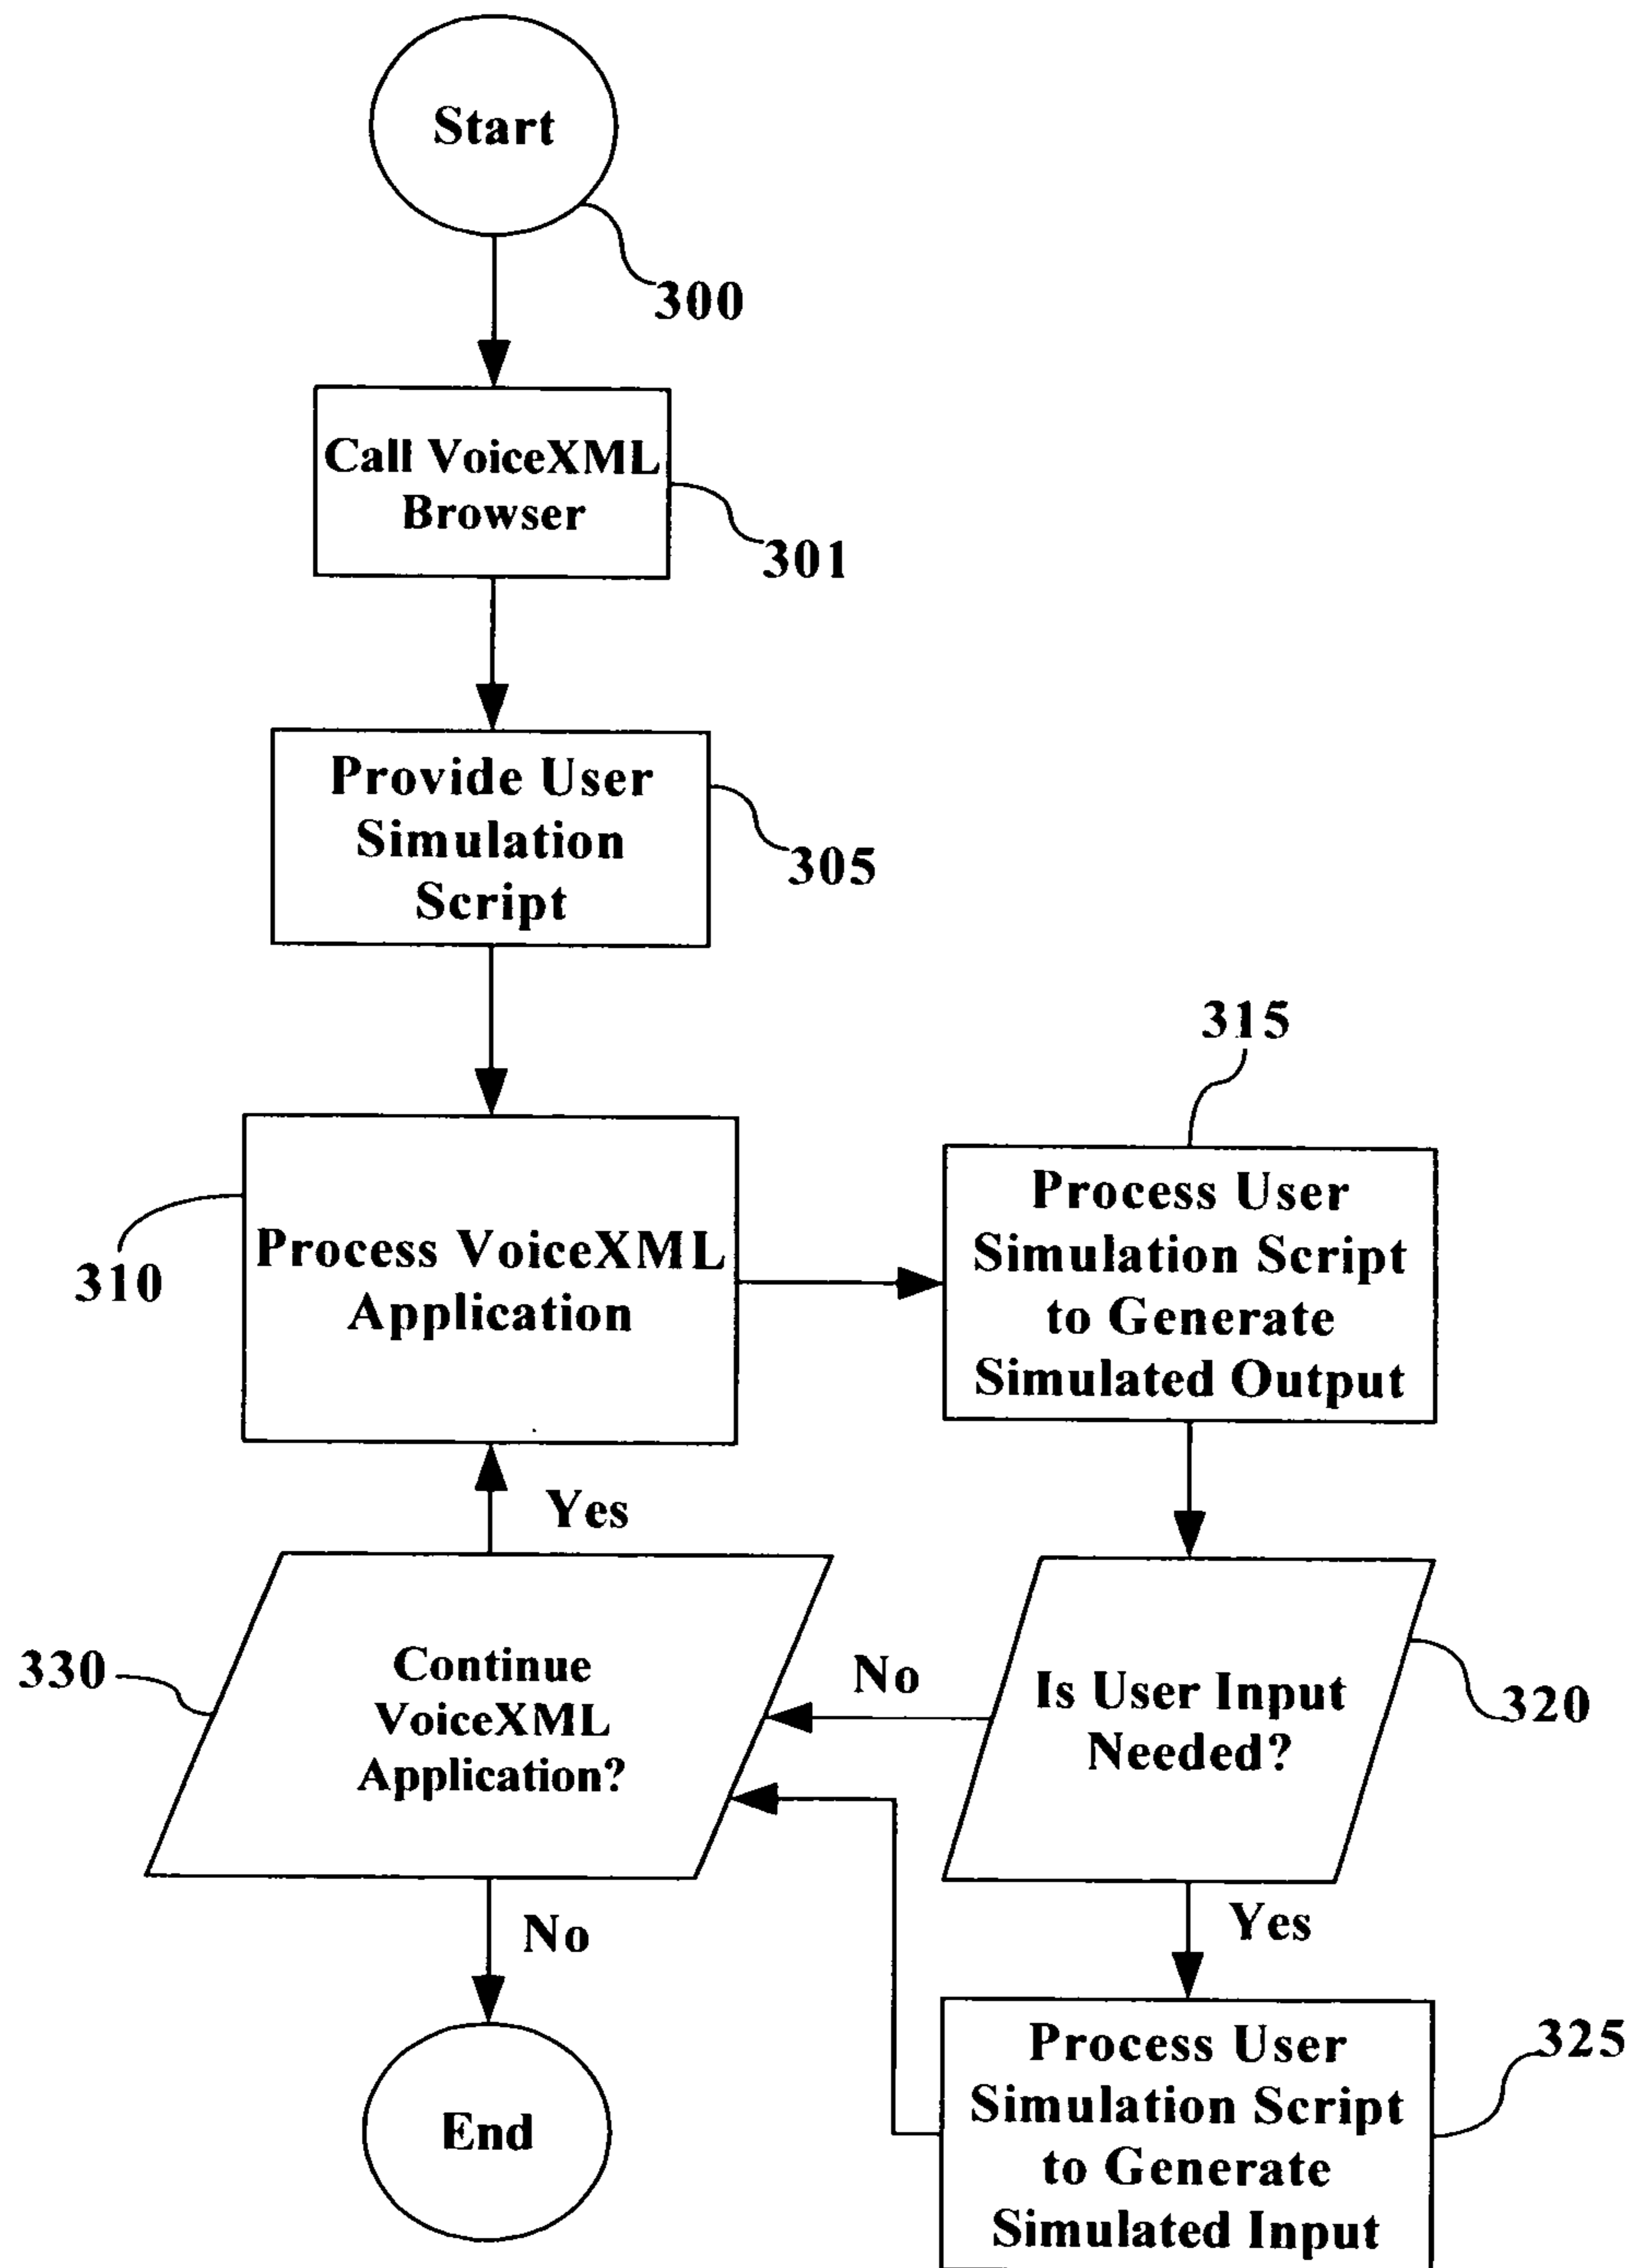 Start
300
Call VoiceXML
Browser
301
Provide User
Simulation
Script
305
315
Process User
Simulation Script
to Generate
Simulated Output
310
Process VoiceXML
Application
Yes
330
Continue
VoiceXML
Application?
No
Is User Input
Needed?
320
No
Yes
End
Process User
Simulation Script
to Generate
Simulated Input
325